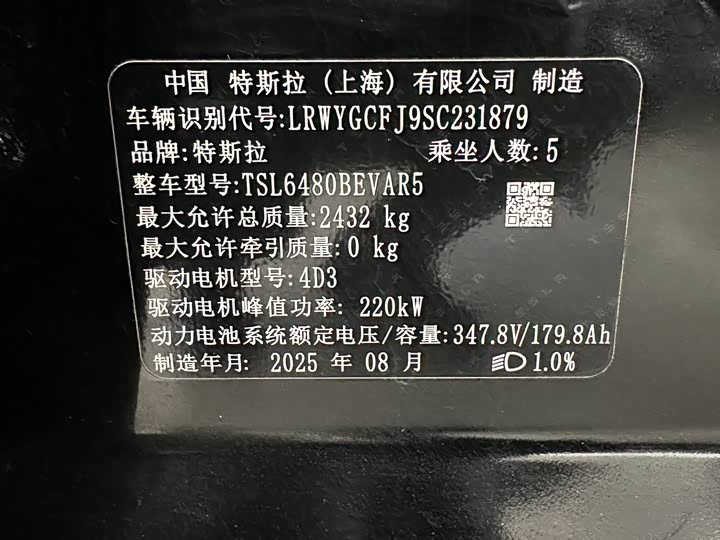 中国 特斯拉 (上海) 有限公司 制造
车辆识别代号:LRWYGCFJ9SC231879
品牌:特斯拉 乘坐人数:5
整车型号:TSL6480BEVAR5
最大允许总质量:2432 kg
最大允许牵引质量:0 kg
驱动电机型号:4D3
驱动电机峰值功率: 220kW
动力电池系统额定电压/容量:347.8V/179.8Ah
制造年月: 2025 年 08 月 1.0%